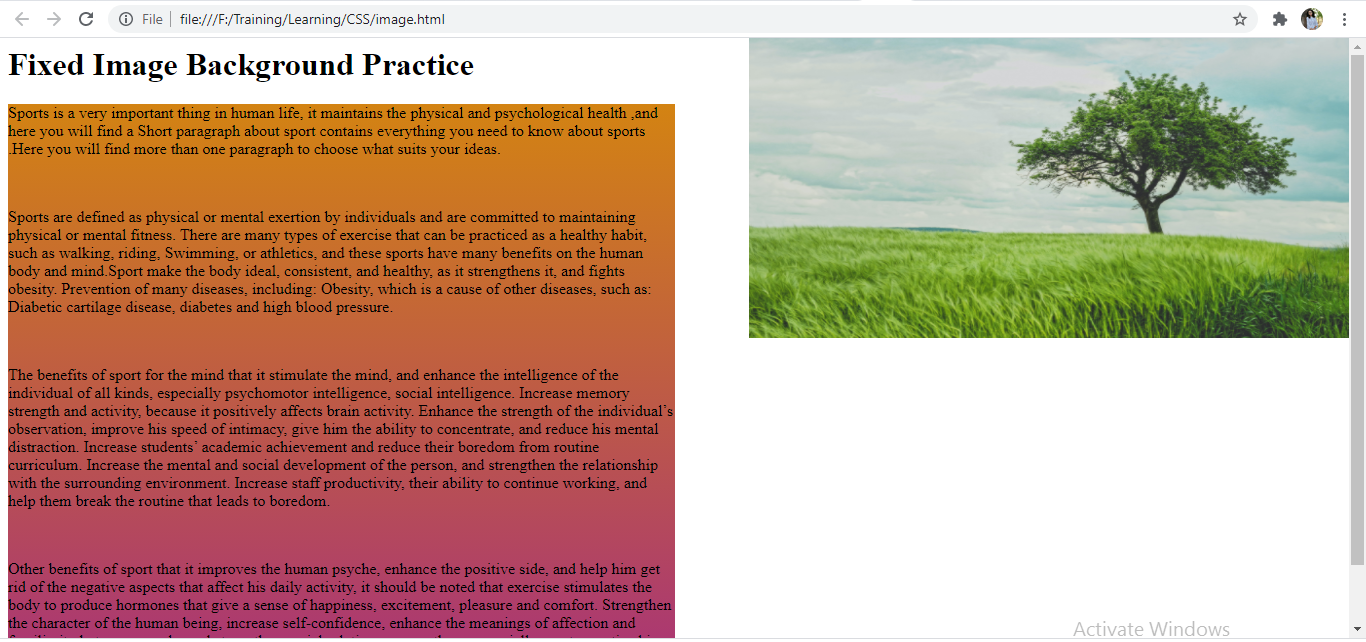 File
file:///F:/Training/Learning/CSS/image.html
Fixed Image Background Practice
Sports is a very important thing in human life, it maintains the physical and psychological health ,and
here you will find a Short paragraph about sport contains everything you need to know about sports
.Here you will find more than one paragraph to choose what suits your ideas.
Sports are defined as physical or mental exertion by individuals and are committed to maintaining
physical or mental fitness. There are many types of exercise that can be practiced as a healthy habit,
such as walking, riding, Swimming, or athletics, and these sports have many benefits on the human
body and mind.Sport make the body ideal, consistent, and healthy, as it strengthens it, and fights
obesity. Prevention of many diseases, including: Obesity, which is a cause of other diseases, such as:
Diabetic cartilage disease, diabetes and high blood pressure.
The benefits of sport for the mind that it stimulate the mind, and enhance the intelligence of the
individual of all kinds, especially psychomotor intelligence, social intelligence. Increase memory
strength and activity, because it positively affects brain activity. Enhance the strength of the individual’s
observation, improve his speed of intimacy, give him the ability to concentrate, and reduce his mental
distraction. Increase students’ academic achievement and reduce their boredom from routine
curriculum. Increase the mental and social development of the person, and strengthen the relationship
with the surrounding environment. Increase staff productivity, their ability to continue working, and
help them break the routine that leads to boredom.
Other benefits of sport that it improves the human psyche, enhance the positive side, and help him get
rid of the negative aspects that affect his daily activity, it should be noted that exercise stimulates the
body to produce hormones that give a sense of happiness, excitement, pleasure and comfort. Strengthen
the character of the human being, increase self-confidence, enhance the meanings of affection and
Activate Windows